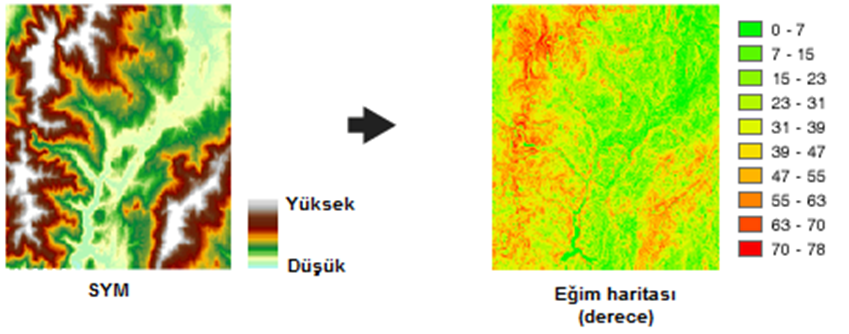 Yüksek
Düşük
SYM
0 - 7
7 - 15
15 - 23
23 - 31
31 - 39
39 - 47
47 - 55
55 - 63
63 - 70
70 - 78
Eğim haritası
(derece)